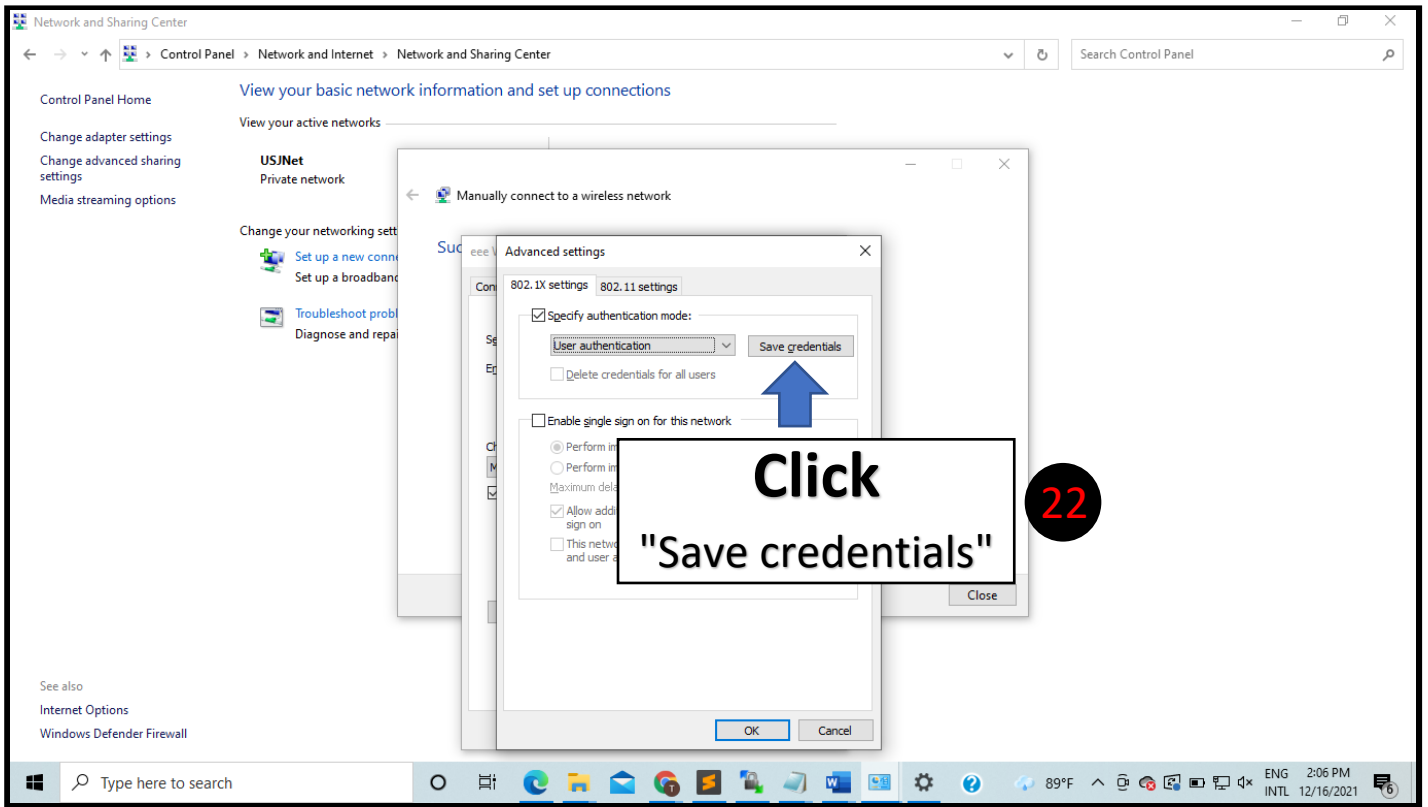 Network and Sharing Center
Control Panel > Network and Internet > Network and Sharing Center
Search Control Panel
Control Panel Home
Change adapter settings
Change advanced sharing
settings
Media streaming options
View your basic network information and set up connections
View your active networks
USJNet
Private network
Change your networking sett
Set up a new conne
Set up a broadband
Troubleshoot probl
Diagnose and repai
Manually connect to a wireless network
Suc
eee W
Con
Advanced settings
802.1X settings
802.11 settings
Specify authentication mode:
User authentication
Save credentials
Delete credentials for all users
Enable single sign on for this network
Perform im
Perform im
Maximum dela
Allow addi
sign on
This netwo
and user a
Click
"Save credentials"
22
Close
OK
Cancel
See also
Internet Options
Windows Defender Firewall
Type here to search
89°F
ENG
INTL
2:06 PM
12/16/2021
6